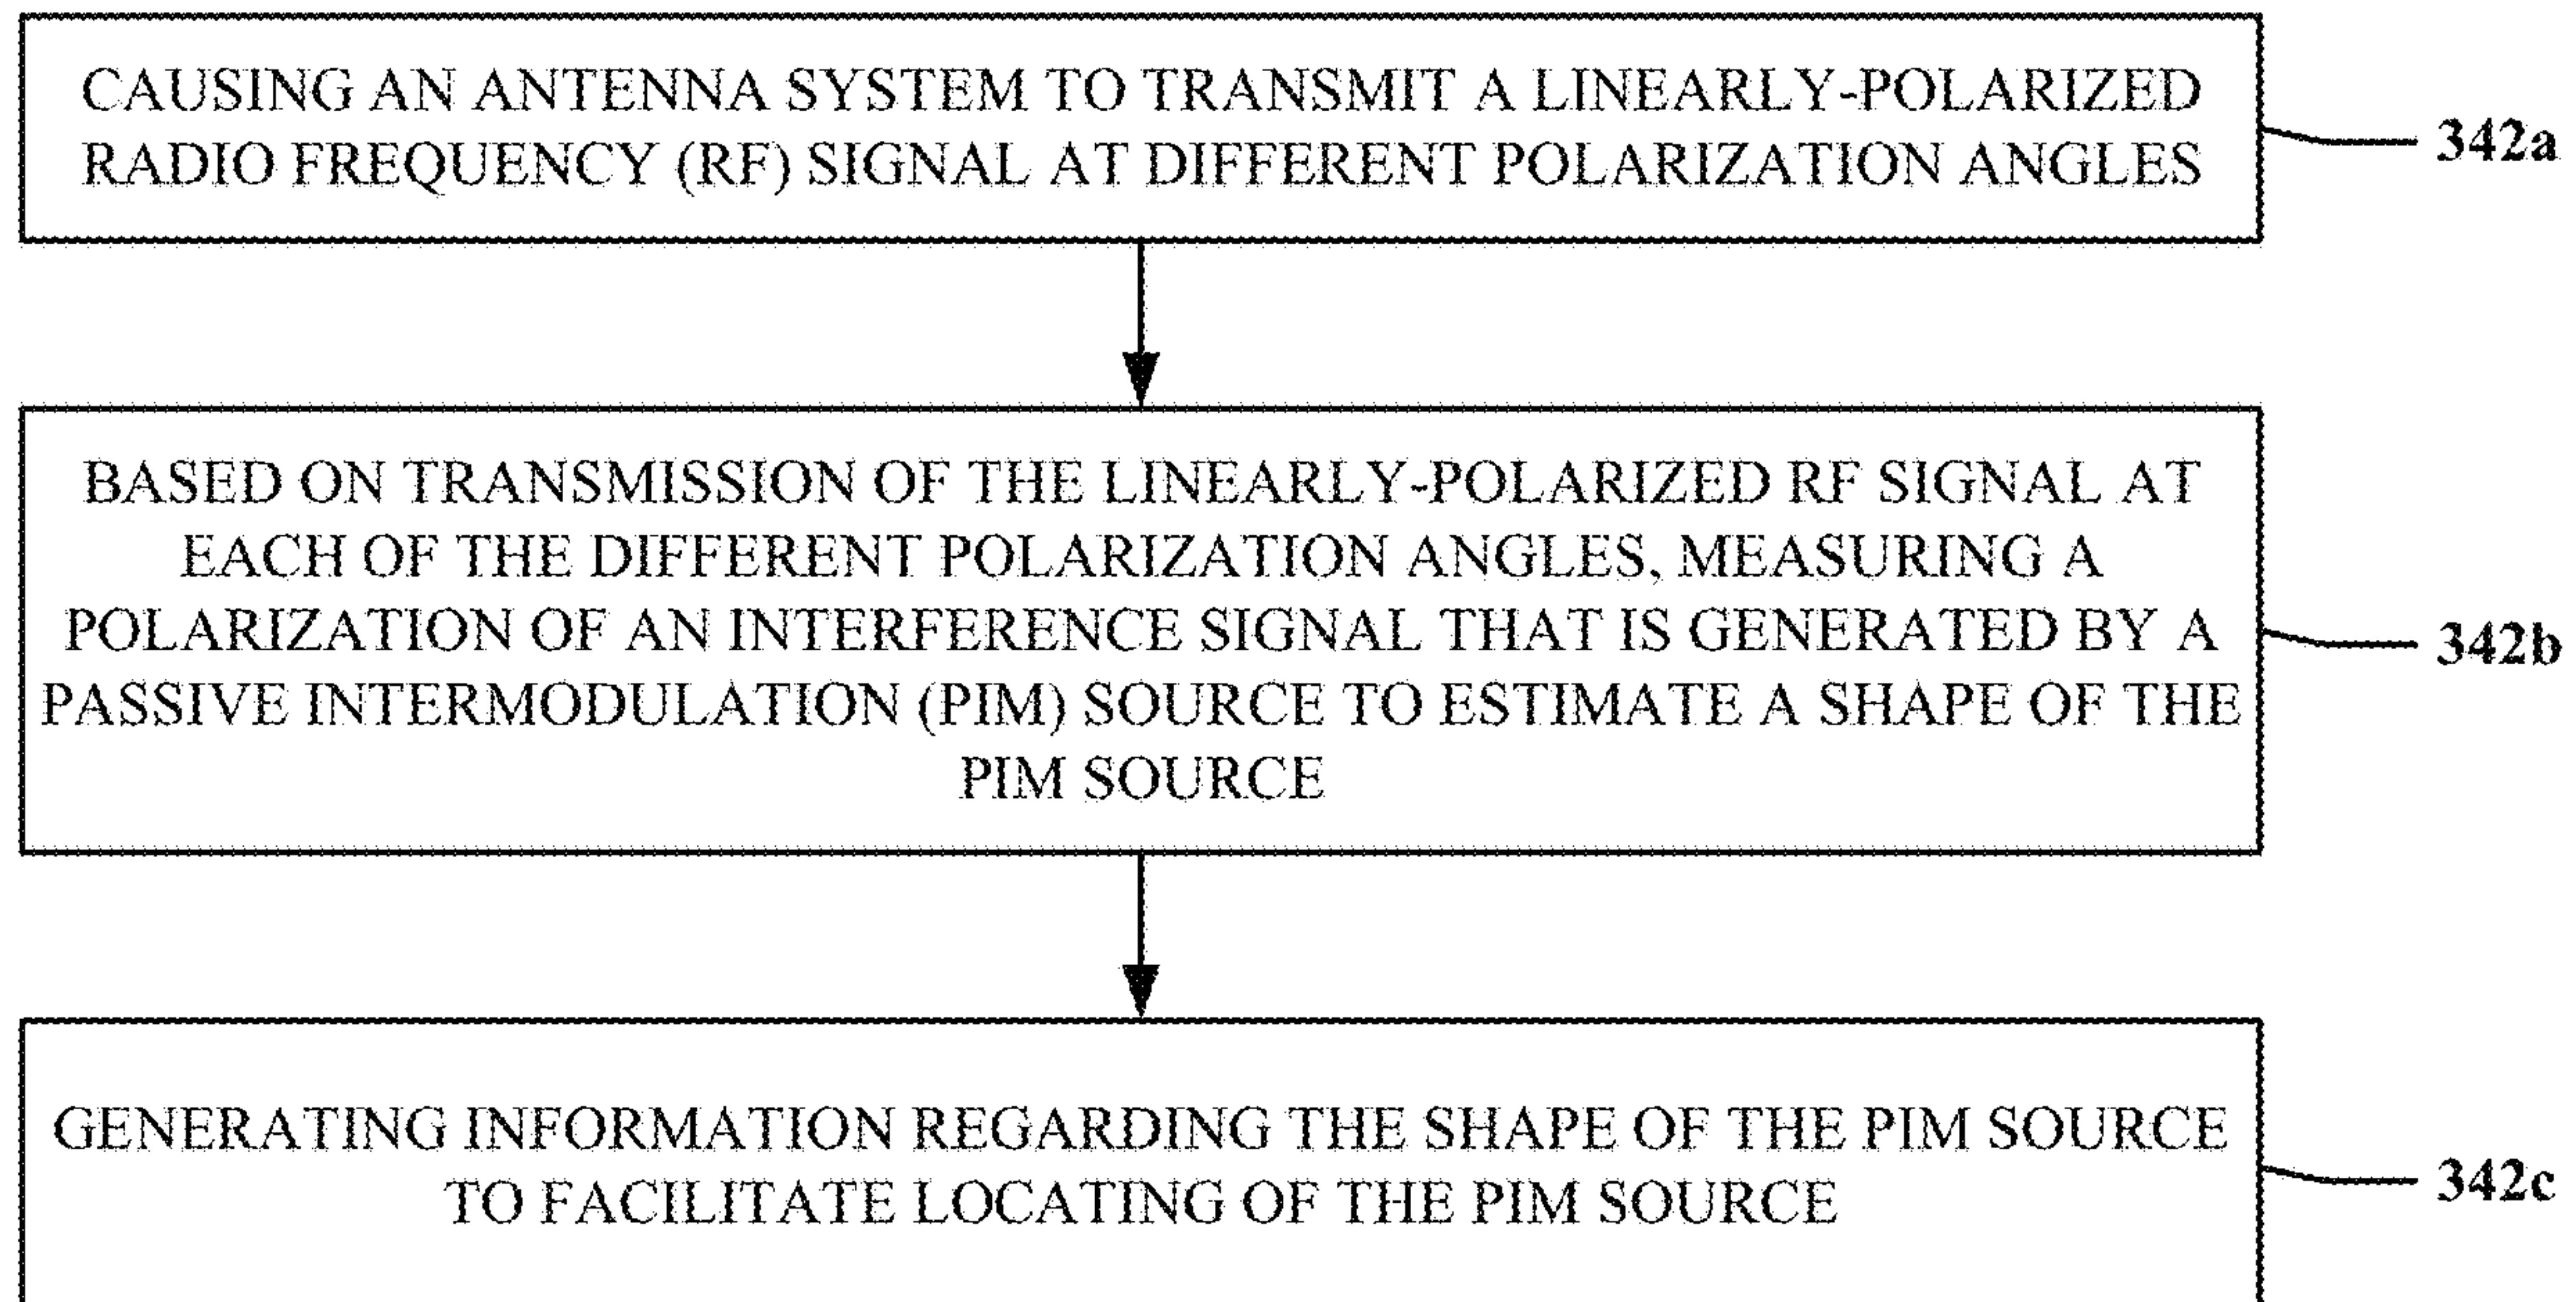 CAUSING AN ANTENNA SYSTEM TO TRANSMIT A LINEARLY-POLARIZED
RADIO FREQUENCY (RF) SIGNAL AT DIFFERENT POLARIZATION ANGLES
342a
BASED ON TRANSMISSION OF THE LINEARLY-POLARIZED RF SIGNAL AT
EACH OF THE DIFFERENT POLARIZATION ANGLES, MEASURING A
POLARIZATION OF AN INTERFERENCE SIGNAL THAT IS GENERATED BY A
PASSIVE INTERMODULATION (PIM) SOURCE TO ESTIMATE A SHAPE OF THE
PIM SOURCE
342b
GENERATING INFORMATION REGARDING THE SHAPE OF THE PIM SOURCE
TO FACILITATE LOCATING OF THE PIM SOURCE
342c